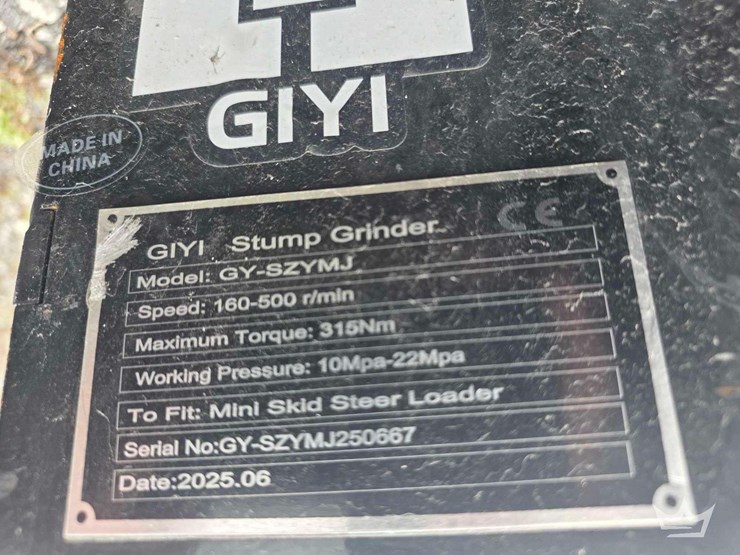 GIYI
MADE IN
CHINA
CE
GIYI Stump Grinder
Model: GY-SZYMJ
Speed: 160-500 r/min
Maximum Torque: 315Nm
Working Pressure: 10Mpa-22Mpa
To Fit: Mini Skid Steer Loader
Serial No:GY-SZYMJ250667
Date:2025.06